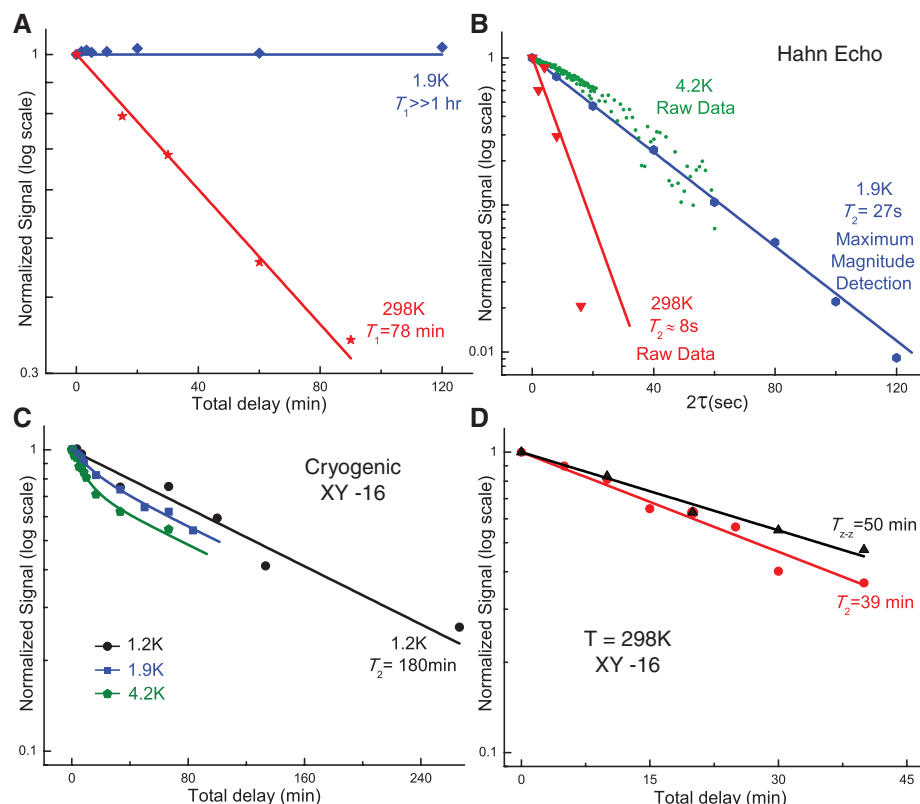 A
Normalized Signal (log scale)
1
0.3
1.9K
T1>>1 hr
298K
T1=78 min
0 40 80 120
Total delay (min)
B
Hahn Echo
Normalized Signal (log scale)
1
0.1
0.01
4.2K
Raw Data
1.9K
T2= 27s
Maximum
Magnitude
Detection
298K
T2≈ 8s
Raw Data
0 40 80 120
2τ(sec)
C
Cryogenic
XY -16
Normalized Signal (log scale)
1
0.1
1.2K
1.9K
4.2K
1.2K
T2= 180min
0 80 160 240
Total delay (min)
D
Normalized Signal (log scale)
1
0.1
Tz-z=50 min
T2=39 min
T = 298K
XY -16
0 15 30 45
Total delay (min)